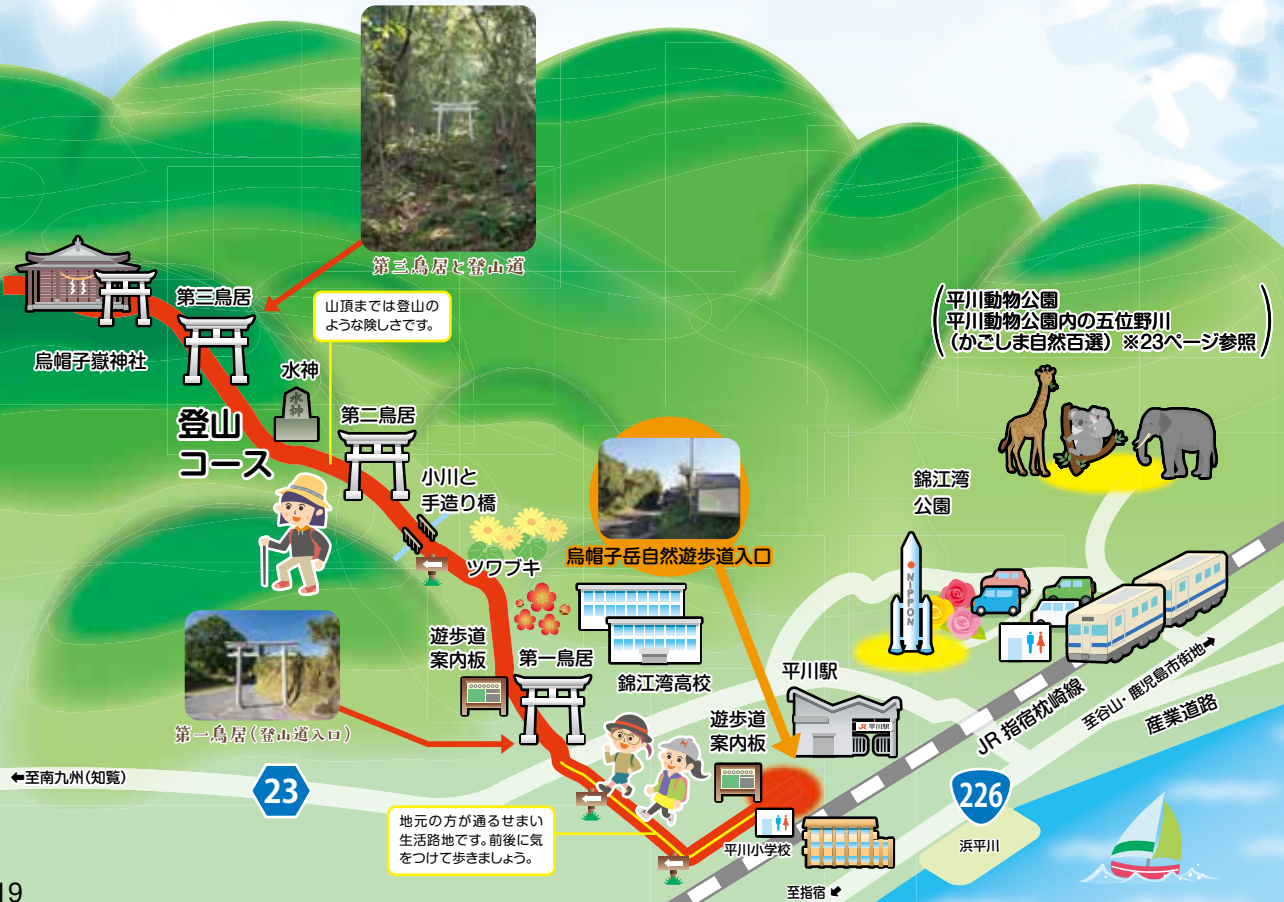 第三鳥居と登山道
山頂までは登山の
ような険しさです。
第三鳥居
烏帽子嶽神社
水神
水神
第二鳥居
登山
コース
小川と
手造り橋
ツワブキ
平川動物公園
平川動物公園内の五位野川
（かごしま自然百選）※23ページ参照
錦江湾
公園
NIPPON
烏帽子岳自然遊歩道入口
遊歩道
案内板
第一鳥居
錦江湾高校
第一鳥居（登山道入口）
平川駅
JR 平川駅
遊歩道
案内板
JR 指宿枕崎線
至谷山・鹿児島市街地➡
産業道路
⬅至南九州(知覧)
23
226
浜平川
地元の方が通るせまい
生活路地です。前後に気
をつけて歩きましょう。
平川小学校
至指宿↙
19